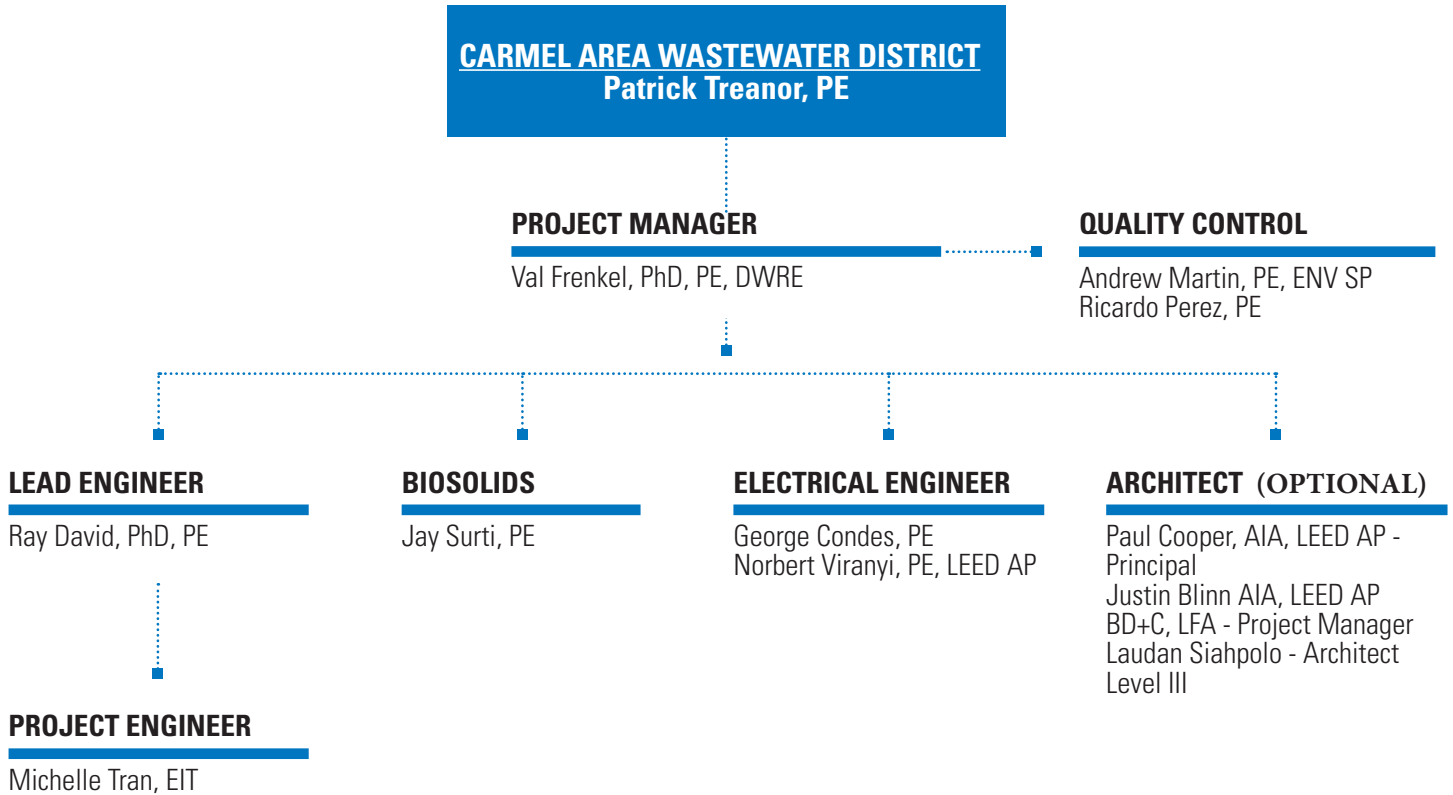 CARMEL AREA WASTEWATER DISTRICT
Patrick Treanor, PE
PROJECT MANAGER
Val Frenkel, PhD, PE, DWRE
QUALITY CONTROL
Andrew Martin, PE, ENV SP
Ricardo Perez, PE
LEAD ENGINEER
Ray David, PhD, PE
BIOSOLIDS
Jay Surti, PE
ELECTRICAL ENGINEER
George Condes, PE
Norbert Viranyi, PE, LEED AP
ARCHITECT (OPTIONAL)
Paul Cooper, AIA, LEED AP -
Principal
Justin Blinn AIA, LEED AP
BD+C, LFA - Project Manager
Laudan Siahpolo - Architect
Level III
PROJECT ENGINEER
Michelle Tran, EIT